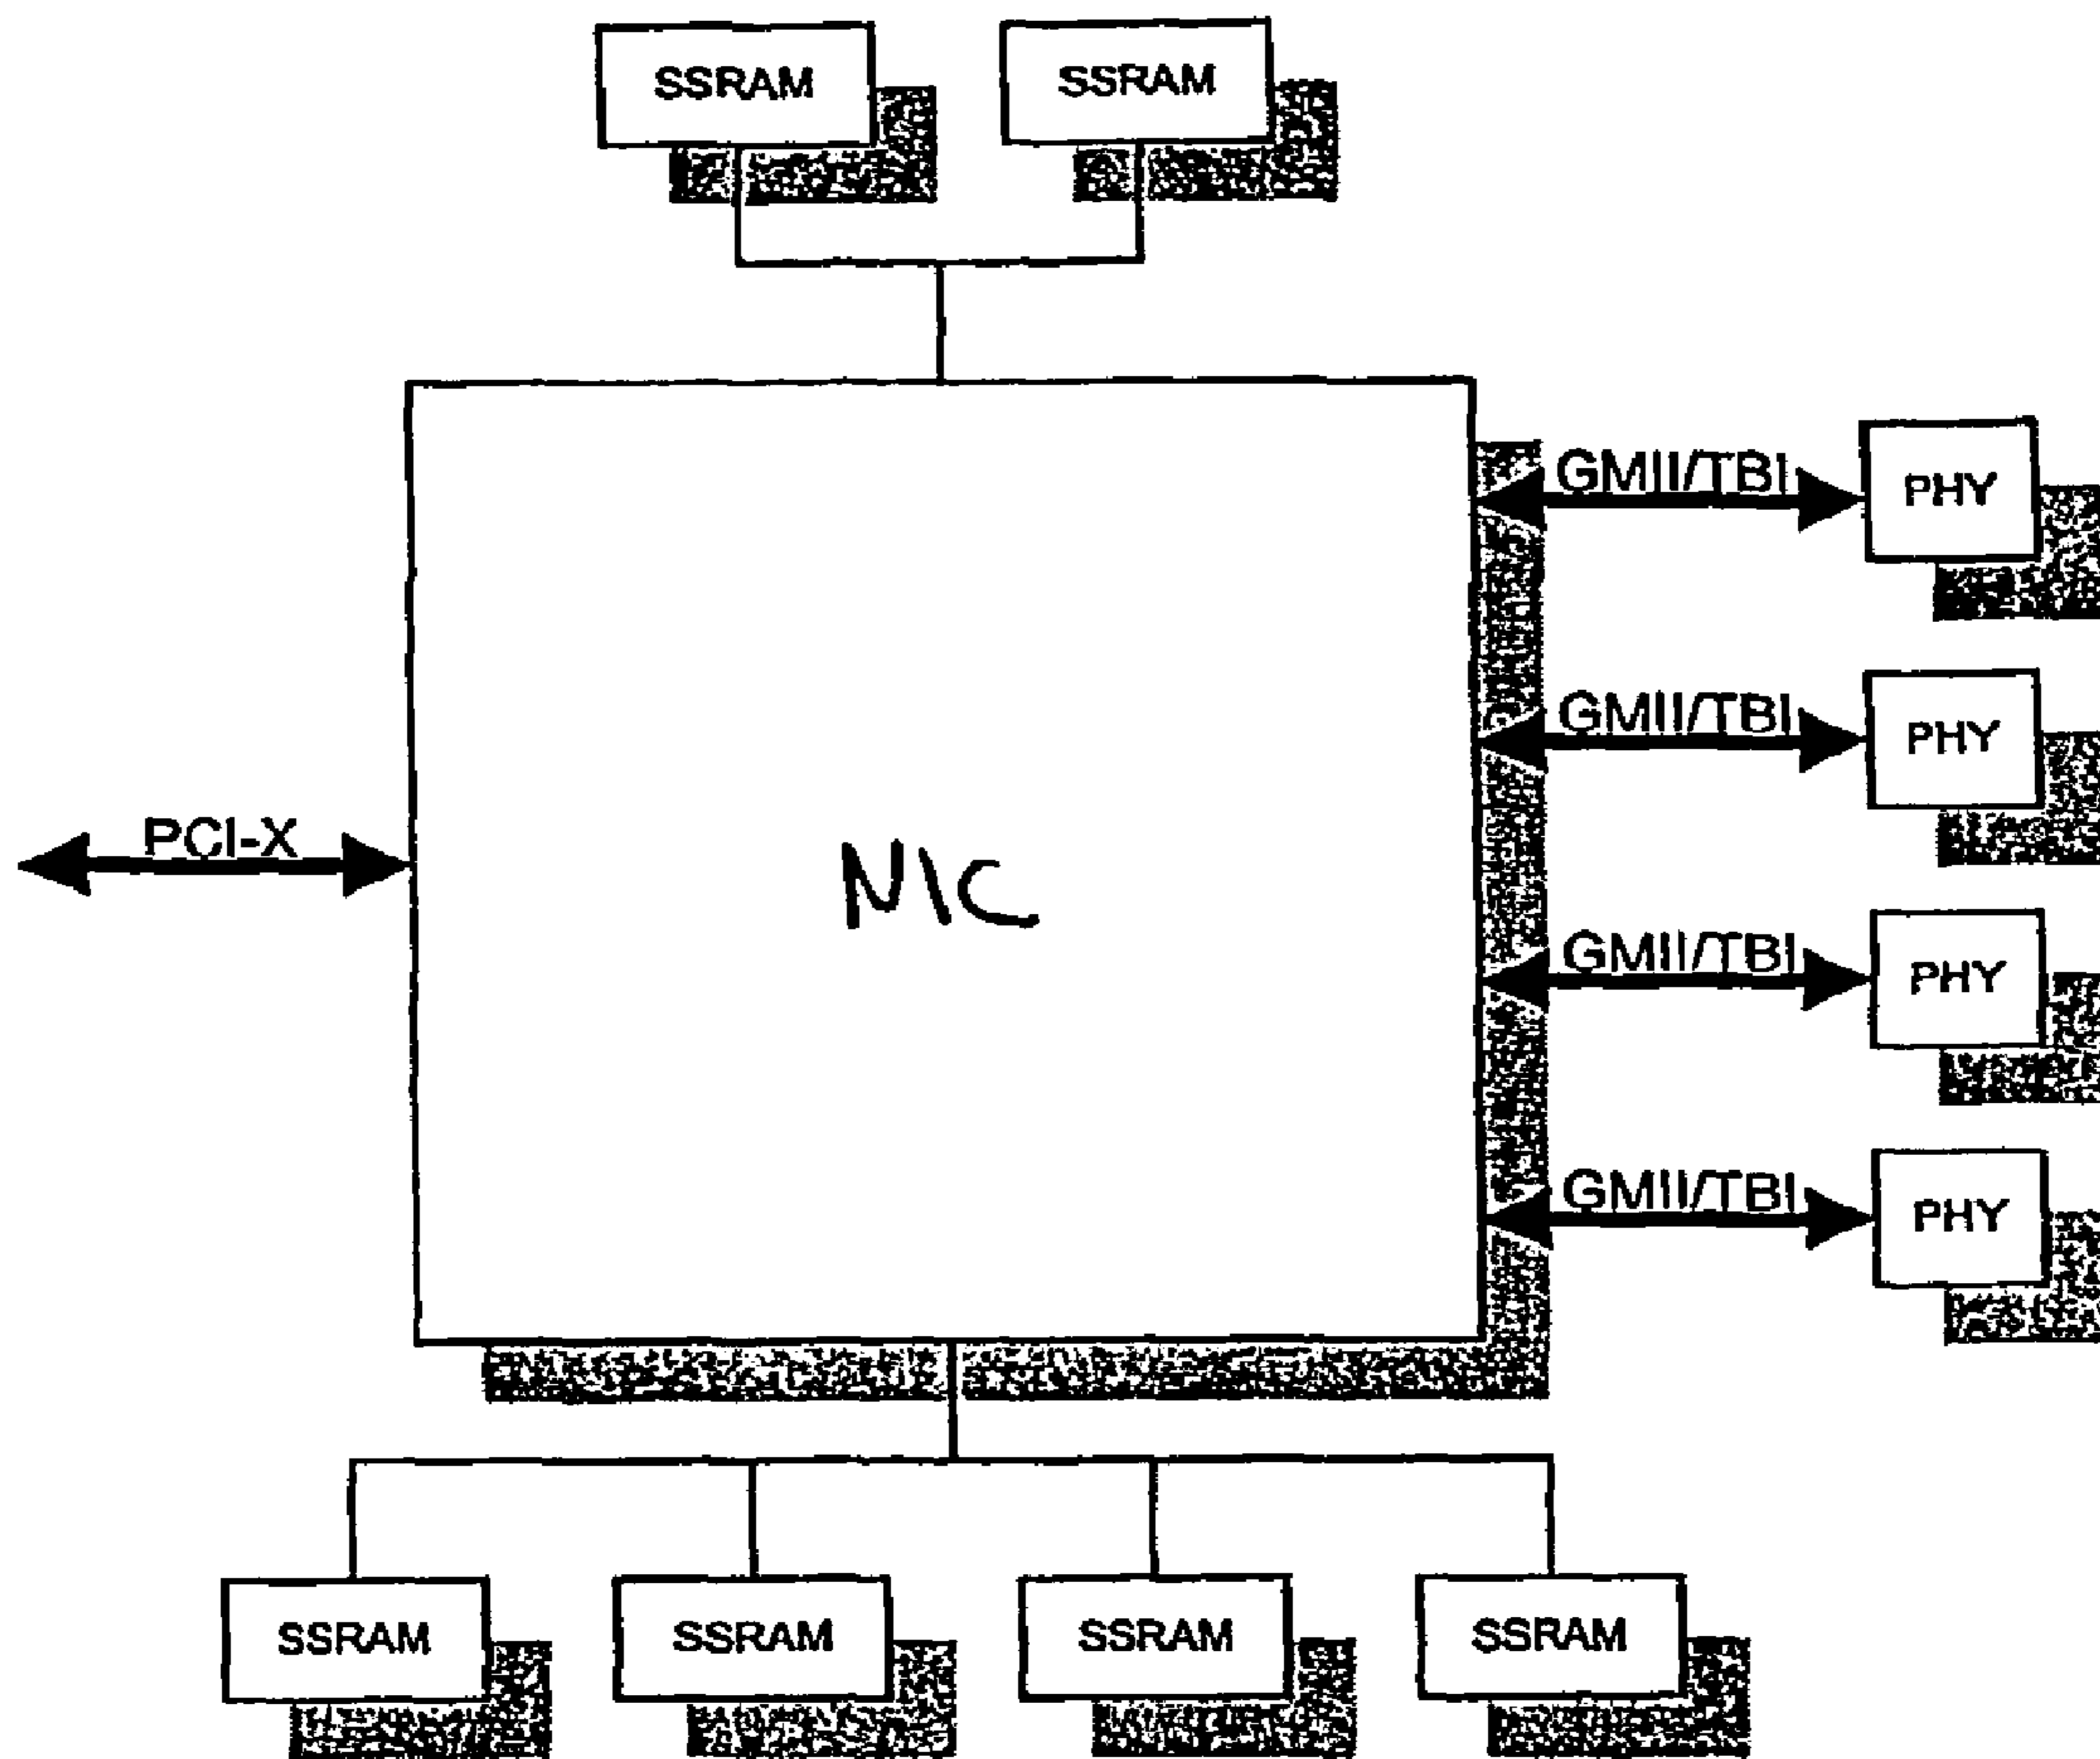 SSRAM SSRAM
GMII/TBI PHY
GMII/TBI PHY
PCI-X
NIC
GMII/TBI PHY
GMII/TBI PHY
SSRAM SSRAM SSRAM SSRAM